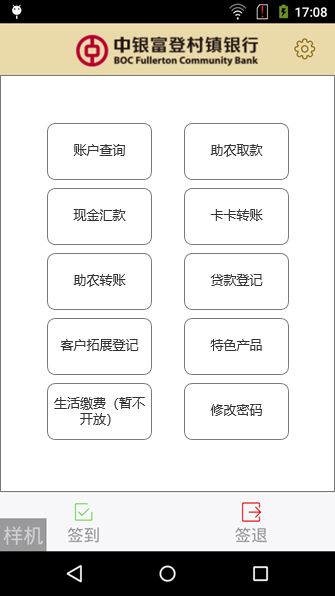 17:08
中银富登村镇银行
BOC Fullerton Community Bank
账户查询
助农取款
现金汇款
卡卡转账
助农转账
贷款登记
客户拓展登记
特色产品
生活缴费（暂不
开放）
修改密码
样机
签到
签退